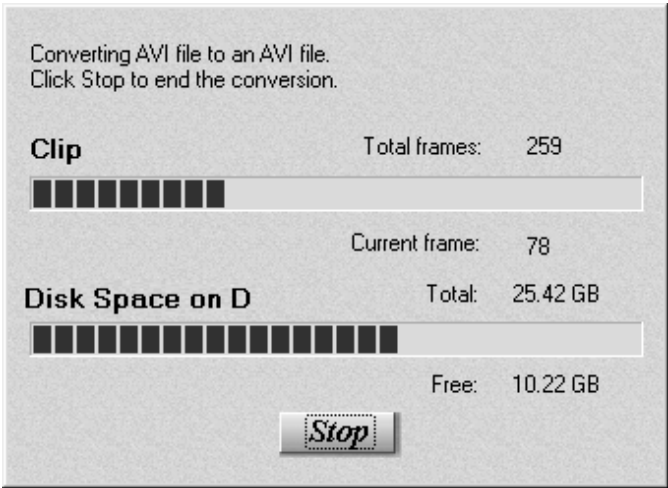 Converting AVI file to an AVI file.
Click Stop to end the conversion.
Clip Total frames: 259
Current frame: 78
Disk Space on D Total: 25.42 GB
Free: 10.22 GB
Stop